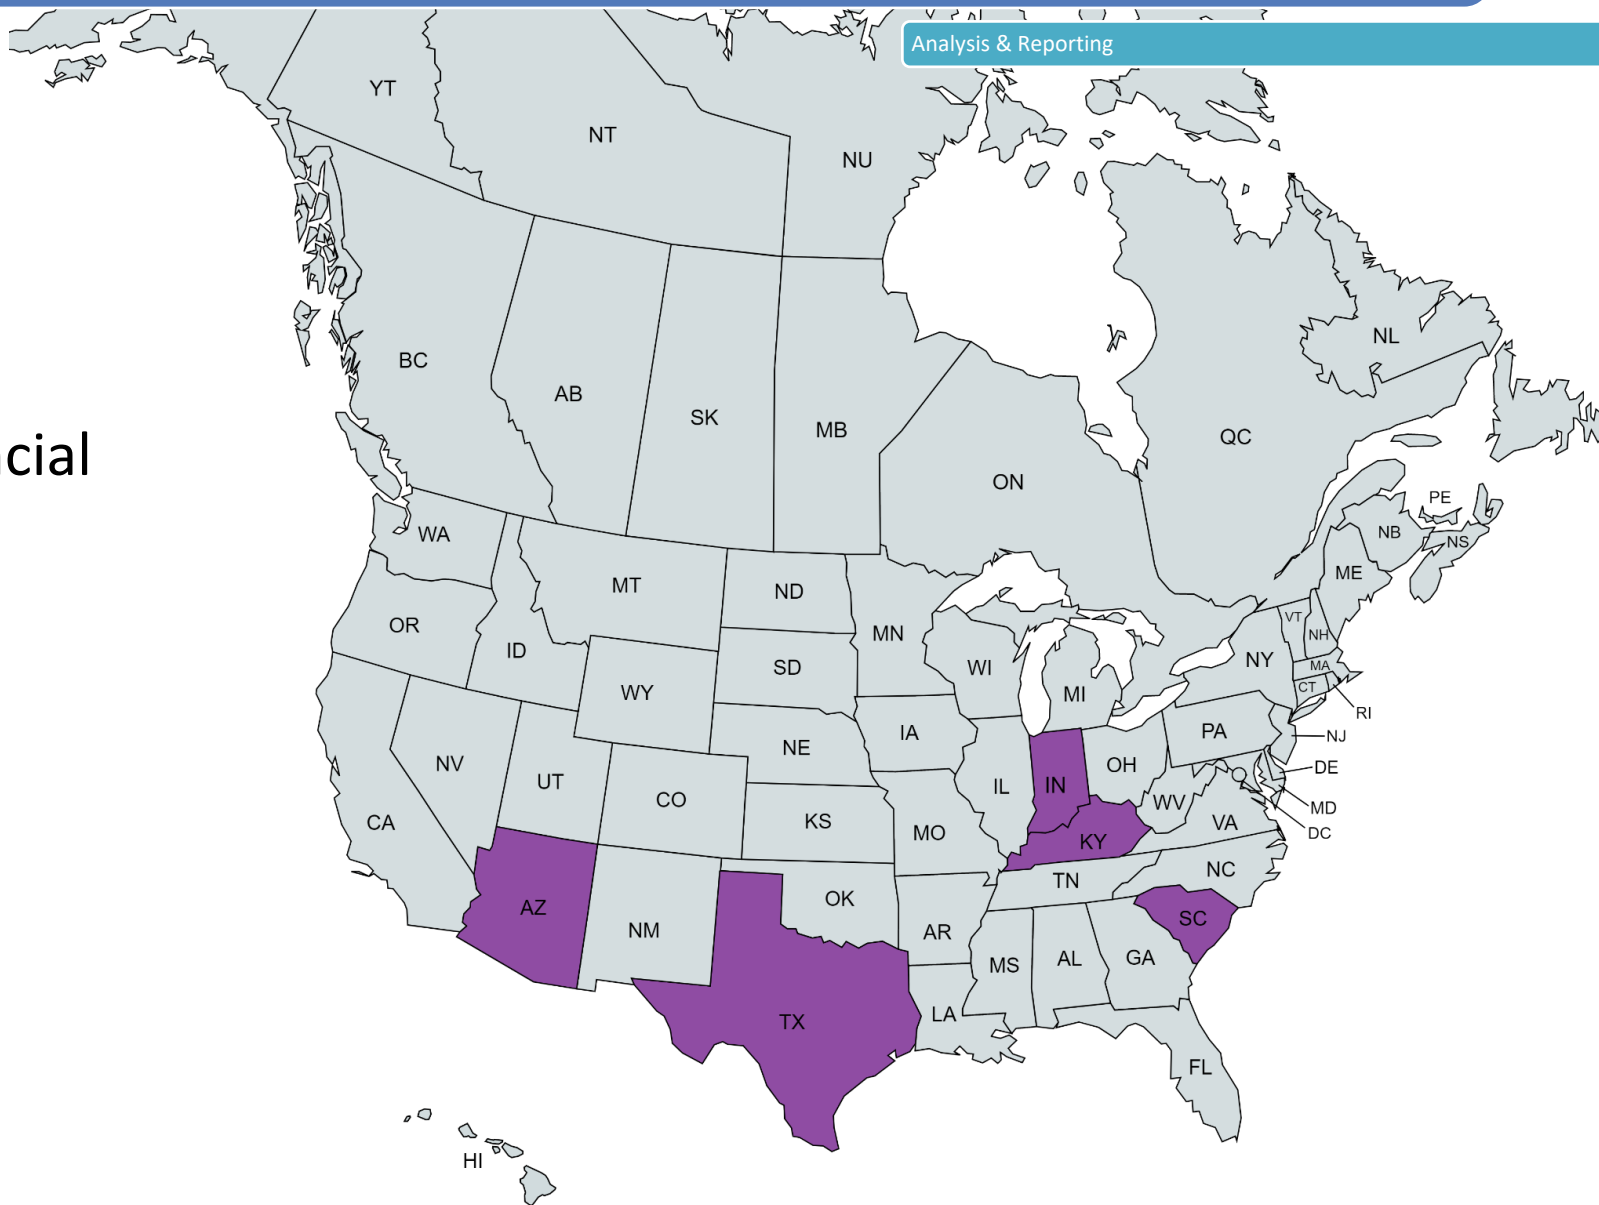 Analysis & Reporting
YT
NT
NU
BC
AB
SK
MB
ON
QC
NL
cial
PE
NB
NS
WA
MT
ND
MN
ME
VT
NH
OR
ID
SD
WI
MI
NY
MA
CT
RI
WY
IA
PA
NJ
NE
NV
UT
CO
IL
IN
OH
DE
WV
MD
CA
KS
MO
KY
VA
DC
TN
NC
AZ
NM
OK
AR
SC
MS
AL
GA
TX
LA
FL
HI